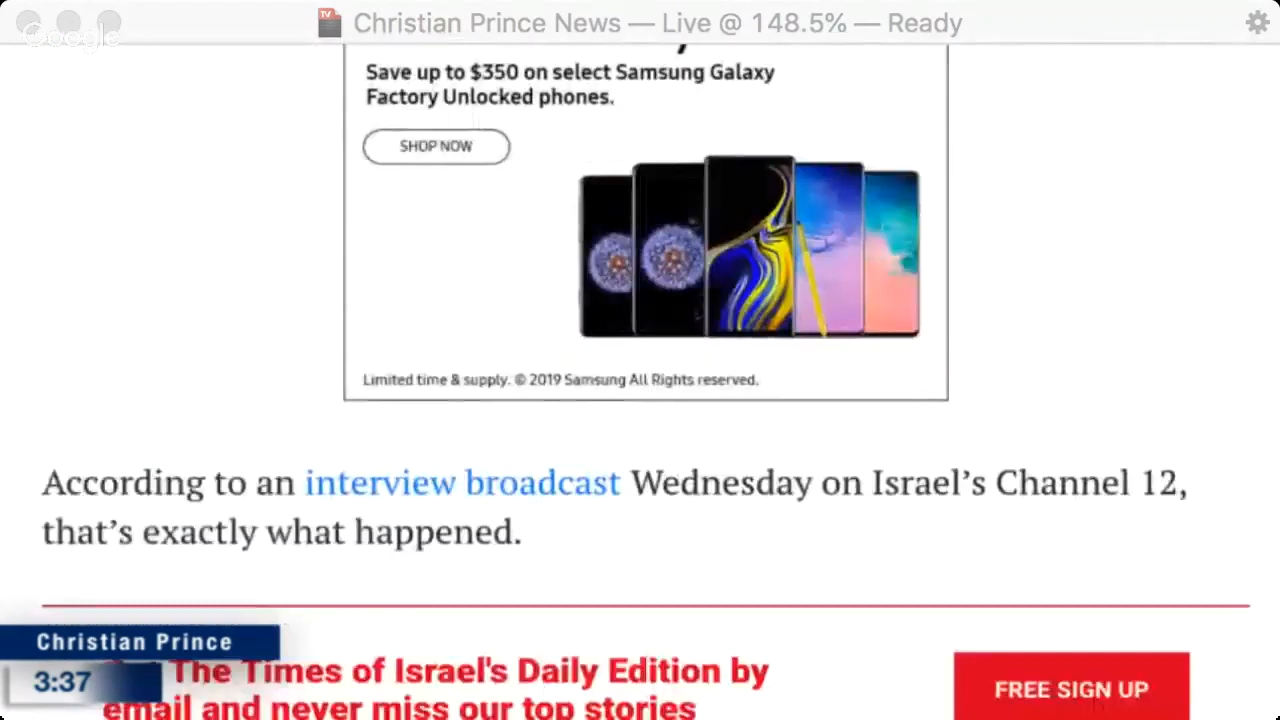 Christian Prince News — Live @ 148.5% — Ready
Google
Save up to $350 on select Samsung Galaxy
Factory Unlocked phones.
SHOP NOW
Limited time & supply. © 2019 Samsung All Rights reserved.
According to an interview broadcast Wednesday on Israel’s Channel 12,
that’s exactly what happened.
Christian Prince
3:37
The Times of Israel's Daily Edition by
email and never miss our top stories
FREE SIGN UP